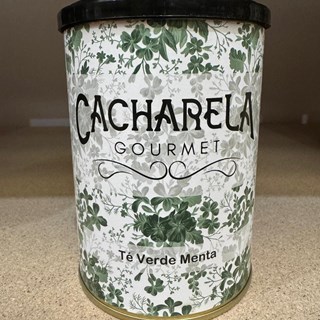 CACHARELA
GOURMET
Té Verde Menta